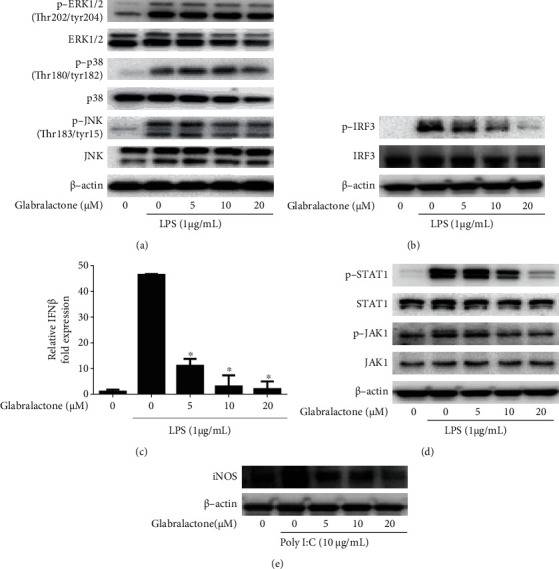 p–ERK1/2
(Thr202/tyr204)
ERK1/2
p–p38
(Thr180/tyr182)
p38
p–JNK
(Thr183/tyr15)
JNK
β–actin
Glabralactone (μM) 0 0 5 10 20
LPS (1μg/mL)
(a)
p–IRF3
IRF3
β–actin
Glabralactone (μM) 0 0 5 10 20
LPS (1μg/mL)
(b)
Relative IFNβ
fold expression
50
40
30
20
10
0
* * *
Glabralactone (μM) 0 0 5 10 20
LPS (1μg/mL)
(c)
p–STAT1
STAT1
p–JAK1
JAK1
β–actin
Glabralactone (μM) 0 0 5 10 20
LPS (1μg/mL)
(d)
iNOS
β–actin
Glabralactone(μM) 0 0 5 10 20
Poly I:C (10 μg/mL)
(e)